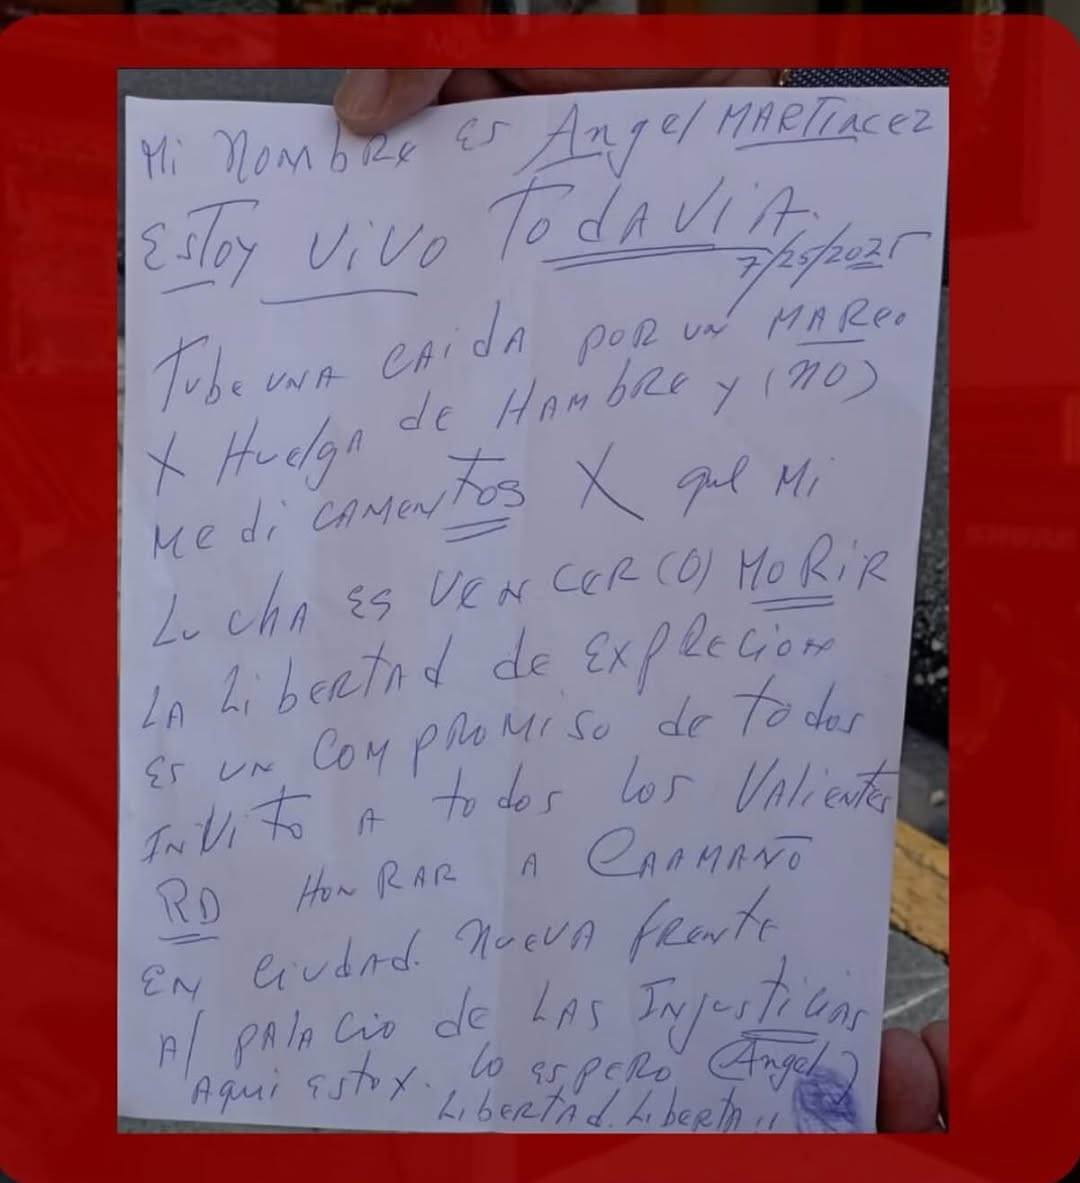 Mi Nombre es Angel MARTinez
ESToy ViVo TodAViA.
7/25/2025
Tube UNA CAidA poR un MAReo
X HuelgA de HAMbRe y (NO)
MediCAMenTos X que Mi
LuchA es VeNCeR (O) MoRiR
LA LibeRTAd de ExpRecion
es un CoMpRoMiso de Todos
InViTo A todos los VAlientes
RD HonRAR A CAAMAÑO
EN Ciudad NueVA fRente
Al pAlAcio de LAS InjusTicias
Aqui estoy. lo espeRo (Angel)
LibeRTAd. LibeRTA